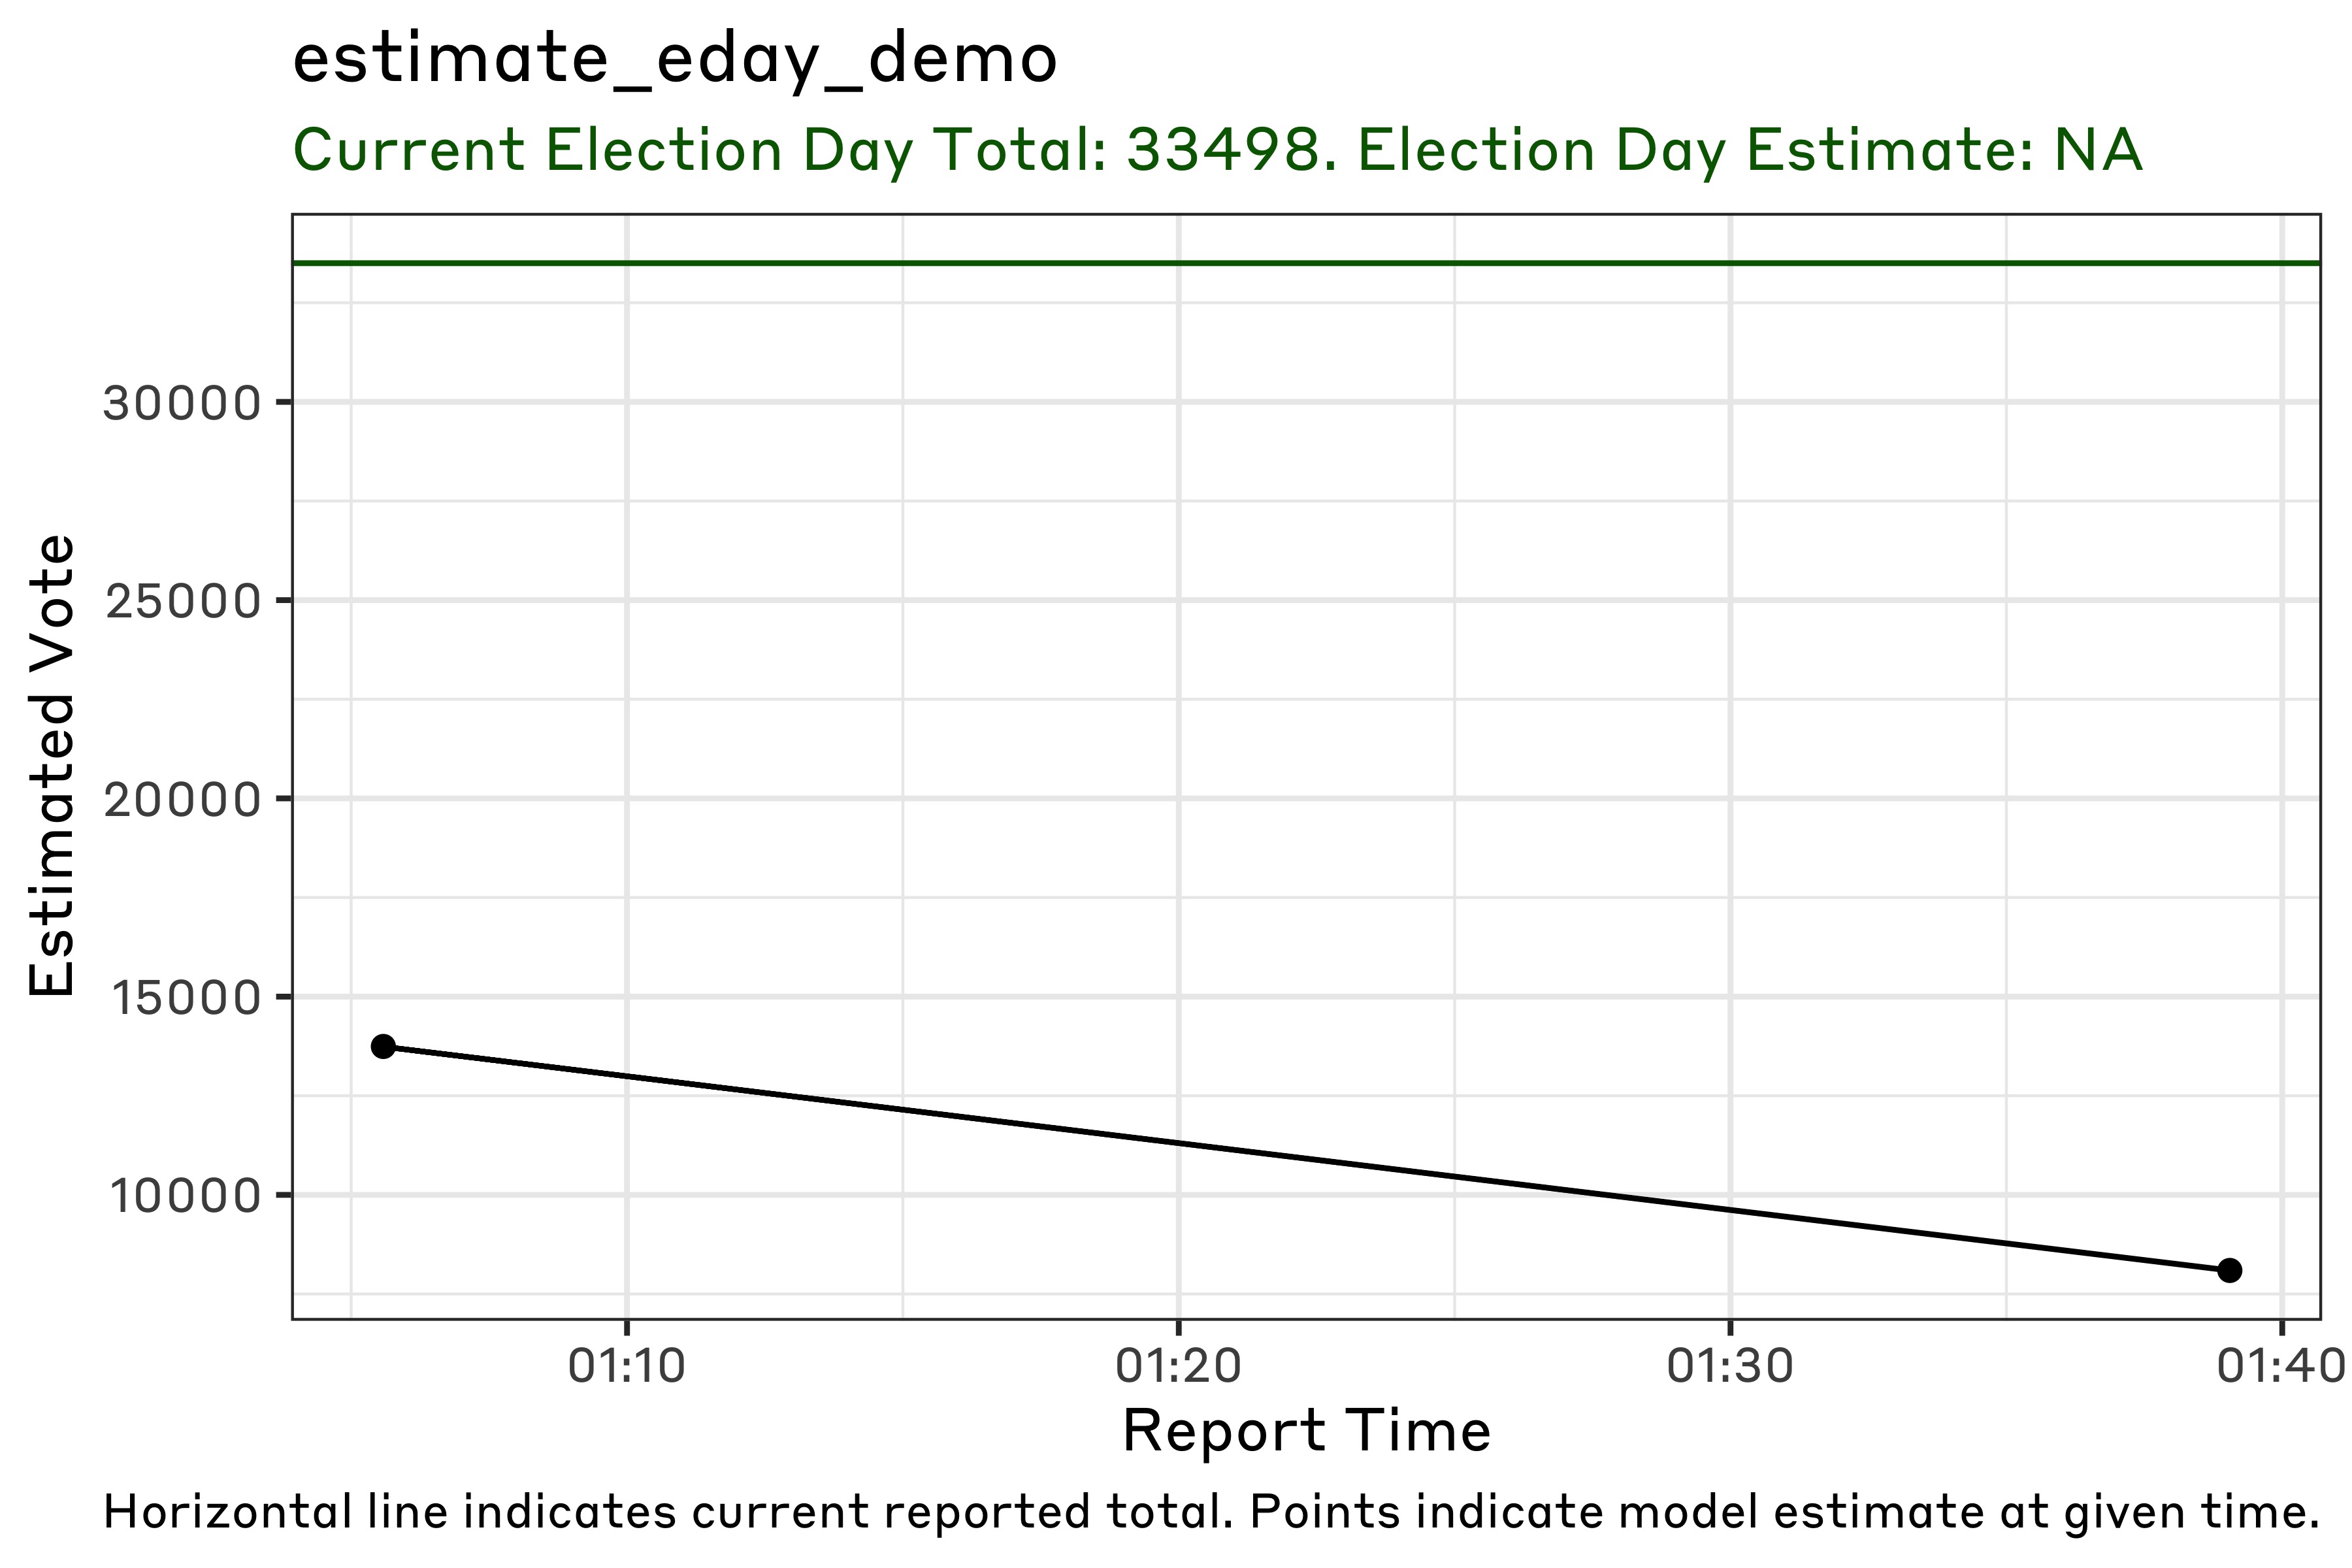 estimate_eday_demo
Current Election Day Total: 33498. Election Day Estimate: NA
Estimated Vote
30000
25000
20000
15000
10000
01:10 01:20 01:30 01:40
Report Time
Horizontal line indicates current reported total. Points indicate model estimate at given time.